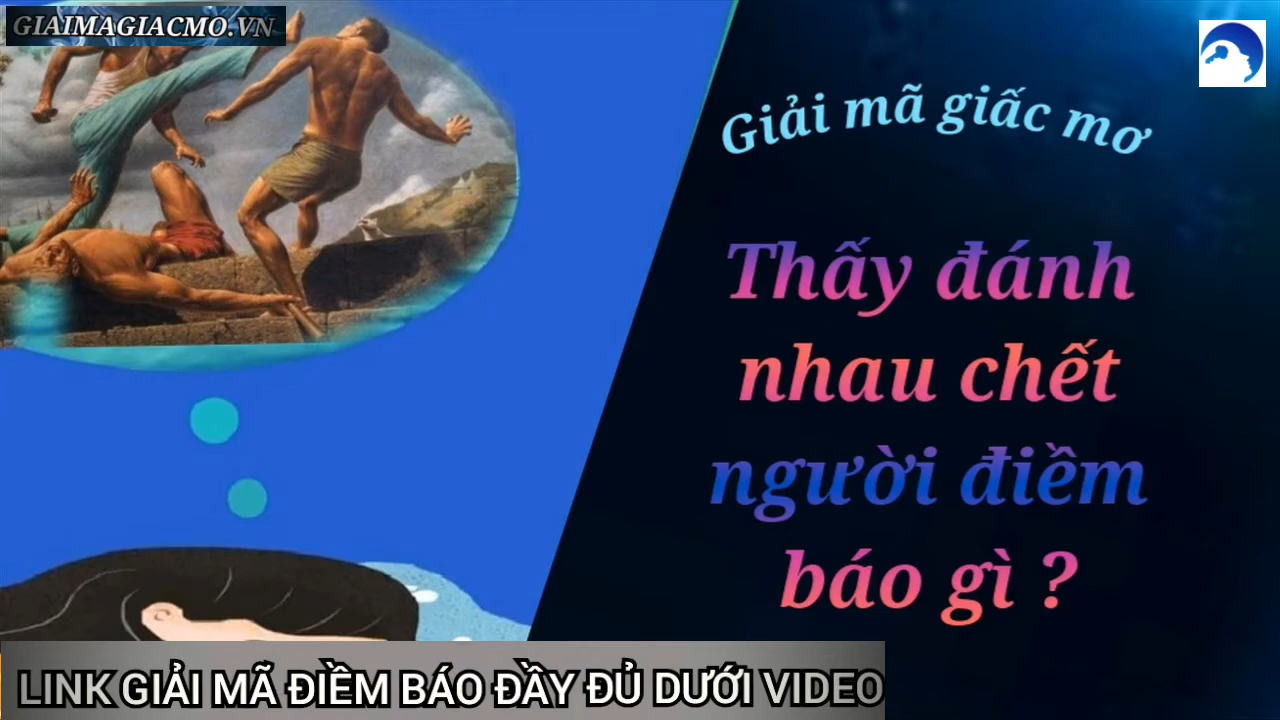 GIAIMAGIACMO.VN
Giải mã giấc mơ
Thấy đánh
nhau chết
người điềm
báo gì ?
LINK GIẢI MÃ ĐIỀM BÁO ĐẦY ĐỦ DƯỚI VIDEO